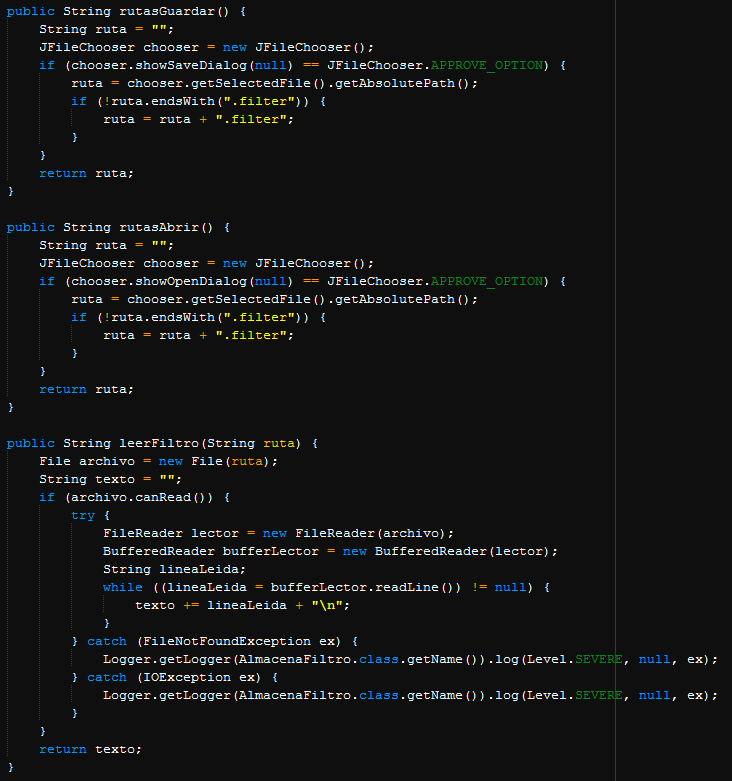 public String rutasGuardar() {
    String ruta = "";
    JFileChooser chooser = new JFileChooser();
    if (chooser.showSaveDialog(null) == JFileChooser.APPROVE_OPTION) {
        ruta = chooser.getSelectedFile().getAbsolutePath();
        if (!ruta.endsWith(".filter")) {
            ruta = ruta + ".filter";
        }
    }
    return ruta;
}

public String rutasAbrir() {
    String ruta = "";
    JFileChooser chooser = new JFileChooser();
    if (chooser.showOpenDialog(null) == JFileChooser.APPROVE_OPTION) {
        ruta = chooser.getSelectedFile().getAbsolutePath();
        if (!ruta.endsWith(".filter")) {
            ruta = ruta + ".filter";
        }
    }
    return ruta;
}

public String leerFiltro(String ruta) {
    File archivo = new File(ruta);
    String texto = "";
    if (archivo.canRead()) {
        try {
            FileReader lector = new FileReader(archivo);
            BufferedReader bufferLector = new BufferedReader(lector);
            String lineaLeida;
            while ((lineaLeida = bufferLector.readLine()) != null) {
                texto += lineaLeida + "\n";
            }
        } catch (FileNotFoundException ex) {
            Logger.getLogger(AlmacenaFiltro.class.getName()).log(Level.SEVERE, null, ex);
        } catch (IOException ex) {
            Logger.getLogger(AlmacenaFiltro.class.getName()).log(Level.SEVERE, null, ex);
        }
    }
    return texto;
}